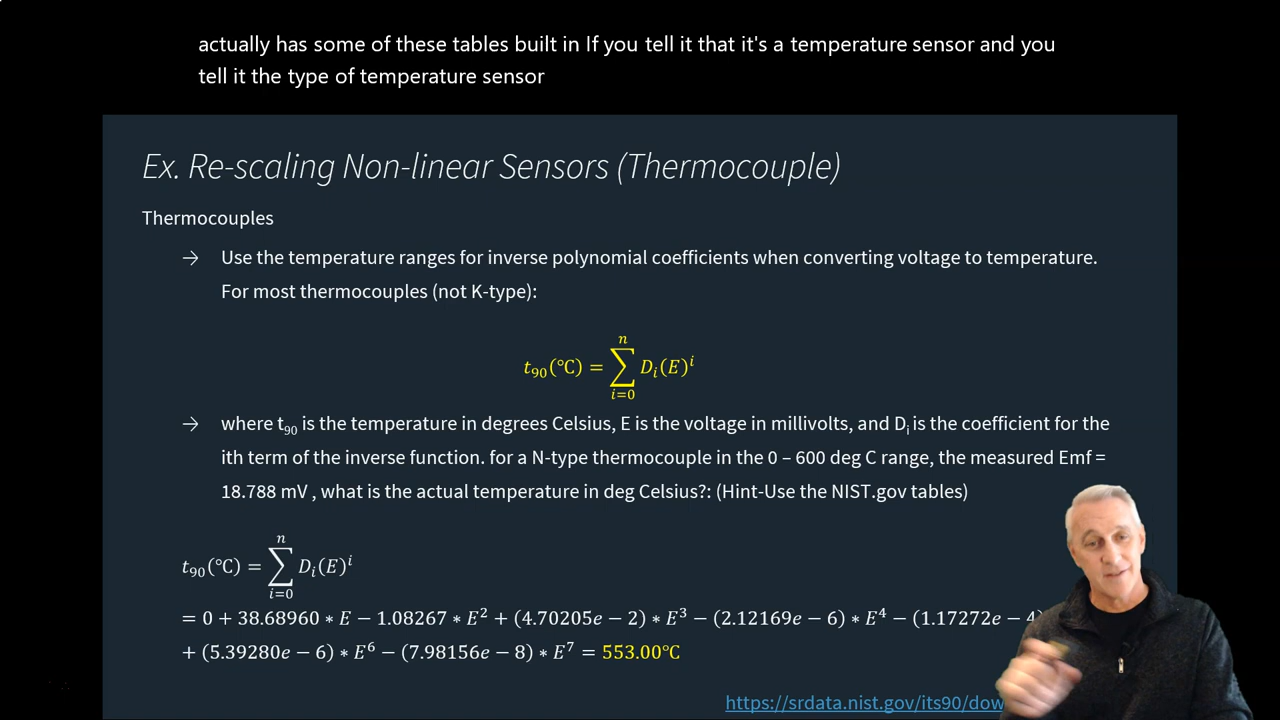 actually has some of these tables built in If you tell it that it's a temperature sensor and you
tell it the type of temperature sensor
Ex. Re-scaling Non-linear Sensors (Thermocouple)
Thermocouples
→ Use the temperature ranges for inverse polynomial coefficients when converting voltage to temperature.
For most thermocouples (not K-type):
t₉₀(°C) = ∑ⁿᵢ₌₀ Dᵢ(E)ⁱ
→ where t₉₀ is the temperature in degrees Celsius, E is the voltage in millivolts, and Dᵢ is the coefficient for the
ith term of the inverse function. for a N-type thermocouple in the 0 – 600 deg C range, the measured Emf =
18.788 mV , what is the actual temperature in deg Celsius?: (Hint-Use the NIST.gov tables)
t₉₀(°C) = ∑ⁿᵢ₌₀ Dᵢ(E)ⁱ
= 0 + 38.68960 ∗ E − 1.08267 ∗ E² + (4.70205e − 2) ∗ E³ − (2.12169e − 6) ∗ E⁴ − (1.17272e − 4)
+ (5.39280e − 6) ∗ E⁶ − (7.98156e − 8) ∗ E⁷ = 553.00°C
https://srdata.nist.gov/its90/dow